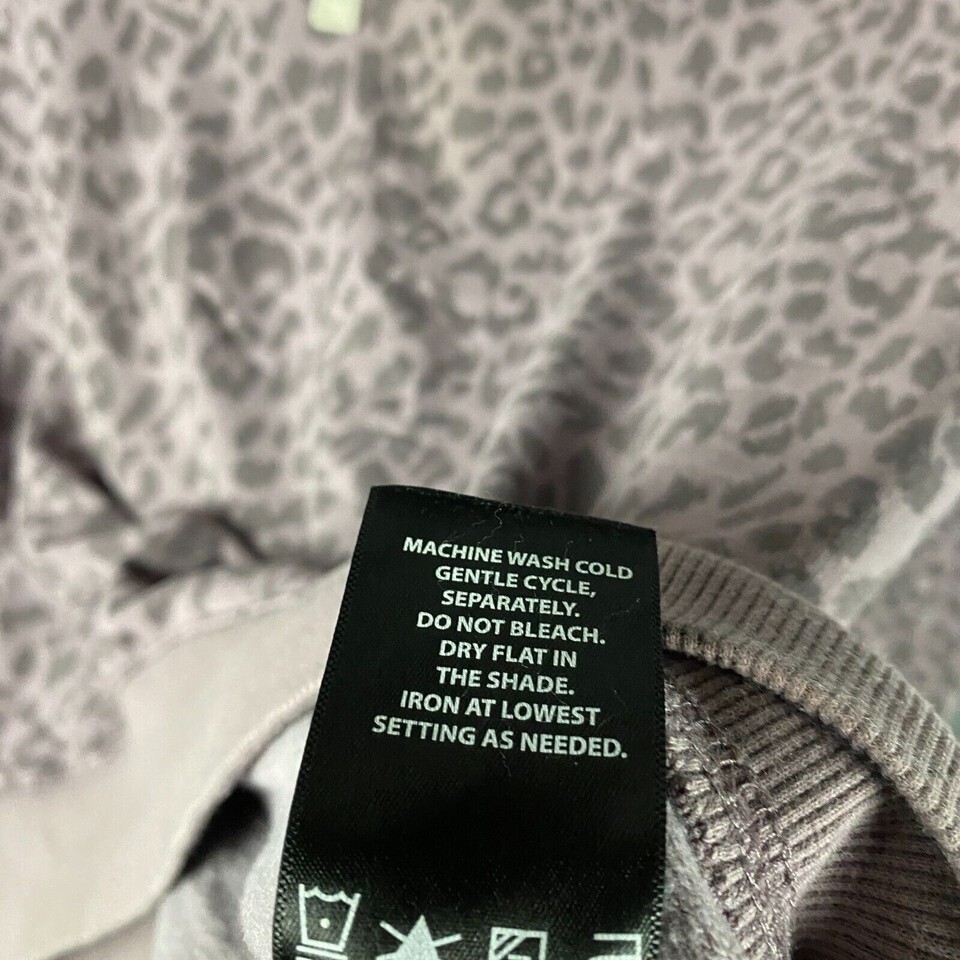 MACHINE WASH COLD
GENTLE CYCLE,
SEPARATELY.
DO NOT BLEACH.
DRY FLAT IN
THE SHADE.
IRON AT LOWEST
SETTING AS NEEDED.